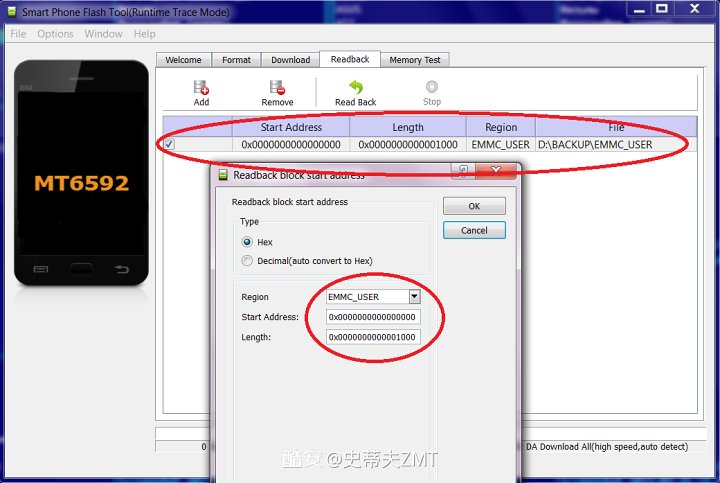 Smart Phone Flash Tool(Runtime Trace Mode)
File Options Window Help
Welcome Format Download Readback Memory Test
BM
Add Remove Read Back Stop
Start Address Length Region File
0x0000000000000000 0x0000000000001000 EMMC_USER D:\BACKUP\EMMC_USER
MT6592
Readback block start address
Readback block start address
OK
Type
Cancel
Hex
Decimal(auto convert to Hex)
Region EMMC_USER
Start Address: 0x0000000000000000
Length: 0x0000000000001000
0 DA Download All(high speed,auto detect)
酷安 @史蒂夫ZMT